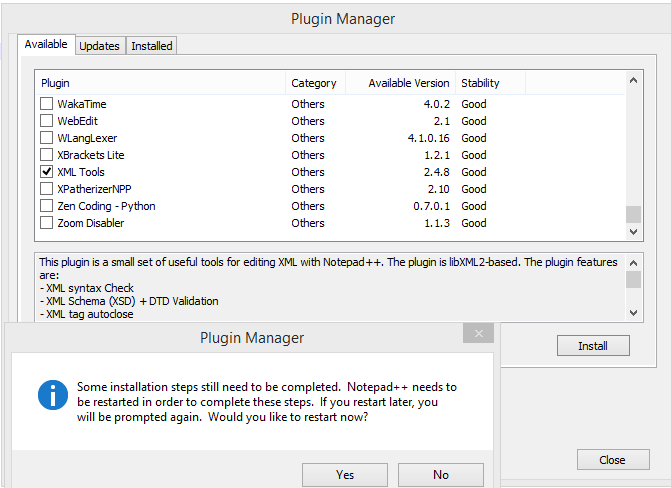 Plugin Manager
Available Updates Installed
Plugin Category Available Version Stability
WakaTime Others 4.0.2 Good
WebEdit Others 2.1 Good
WLangLexer Others 4.1.0.16 Good
XBrackets Lite Others 1.2.1 Good
XML Tools Others 2.4.8 Good
XPatherizerNPP Others 2.10 Good
Zen Coding - Python Others 0.7.0.1 Good
Zoom Disabler Others 1.1.3 Good
This plugin is a small set of useful tools for editing XML with Notepad++. The plugin is libXML2-based. The plugin features
are:
- XML syntax Check
- XML Schema (XSD) + DTD Validation
- XML tag autoclose
Install
Close
Plugin Manager
Some installation steps still need to be completed. Notepad++ needs to
be restarted in order to complete these steps. If you restart later, you
will be prompted again. Would you like to restart now?
Yes No